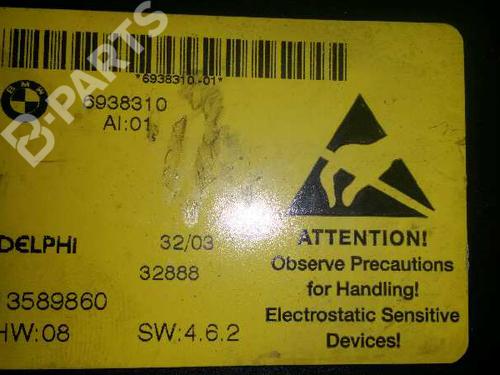 *6938310.-01*
BMW
6938310
AI:01
B-PARTS
DELPHI 32/03
32888
3589860
HW:08 SW:4.6.2
ATTENTION!
Observe Precautions
for Handling!
Electrostatic Sensitive
Devices!